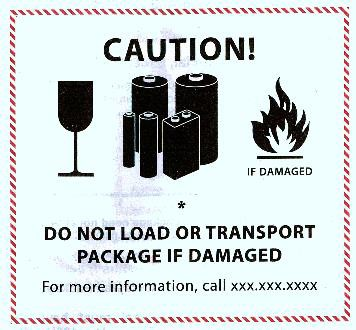 CAUTION!
IF DAMAGED
*
DO NOT LOAD OR TRANSPORT
PACKAGE IF DAMAGED
For more information, call xxx.xxx.xxxx